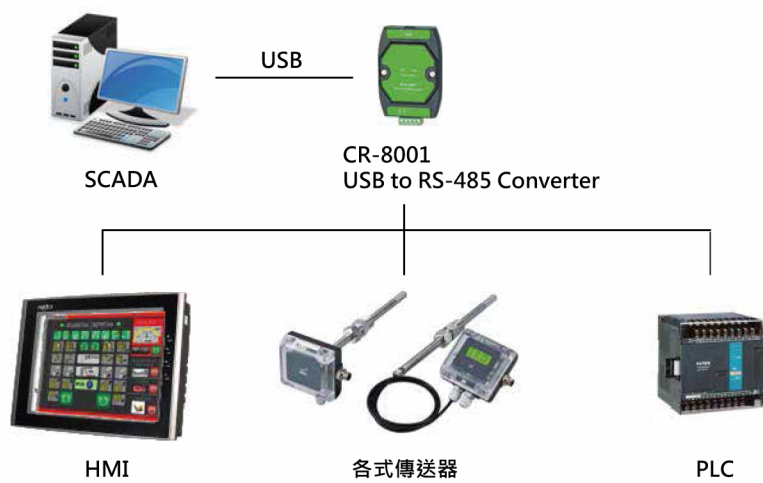 USB
SCADA
CR-8001
USB to RS-485 Converter
HMI
各式傳送器
PLC